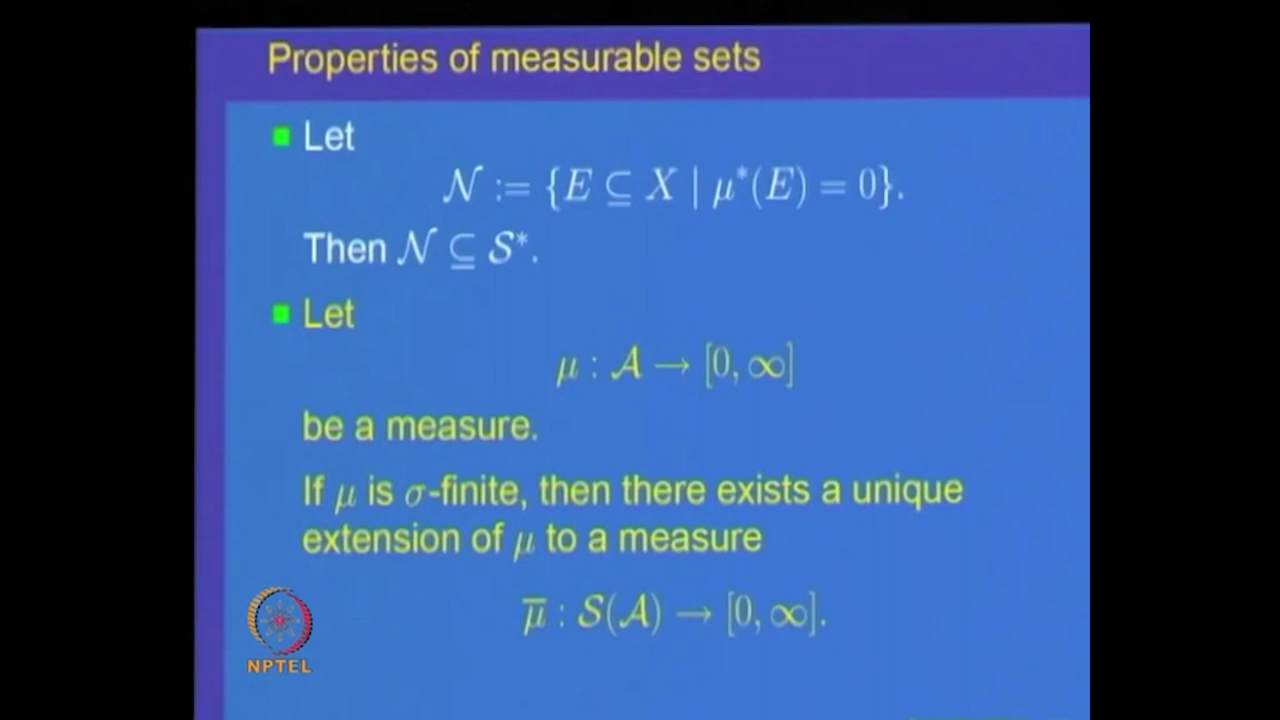 Properties of measurable sets
Let
𝒩 := {E ⊆ X | μ*(E) = 0}.
Then 𝒩 ⊆ 𝒮*.
Let
μ : 𝒜 → [0, ∞]
be a measure.
If μ is σ-finite, then there exists a unique
extension of μ to a measure
μ̅ : 𝒮(𝒜) → [0, ∞].
NPTEL